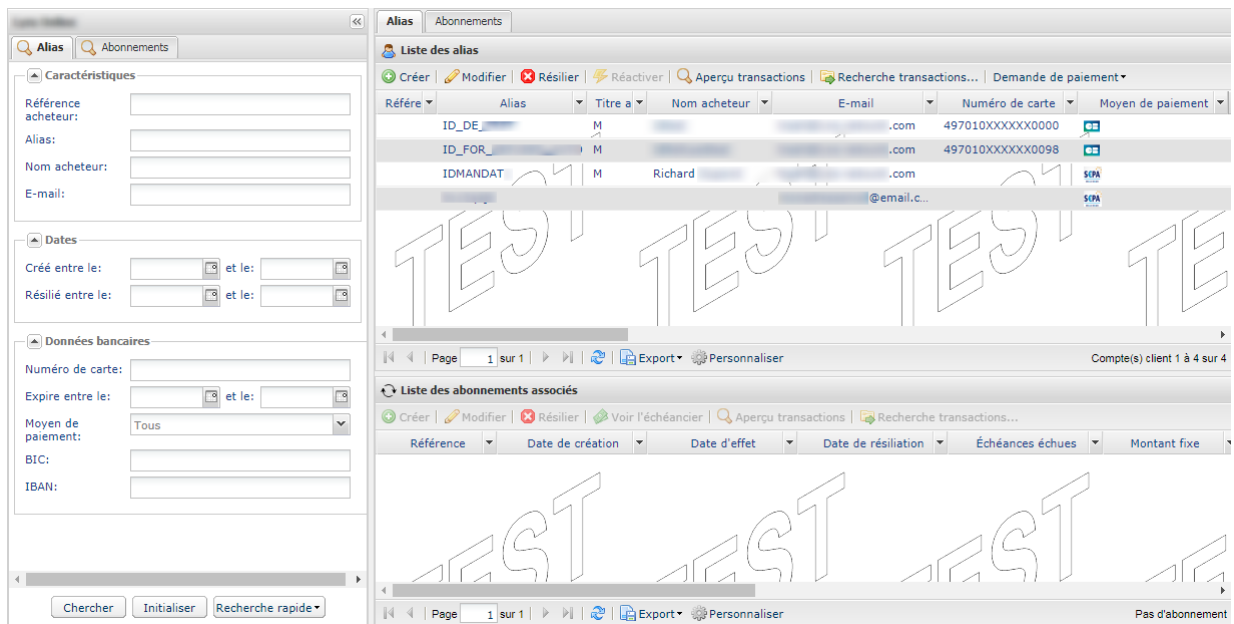 Alias Abonnements
Caractéristiques
Référence acheteur:
Alias:
Nom acheteur:
E-mail:
Dates
Créé entre le: et le:
Résilié entre le: et le:
Données bancaires
Numéro de carte:
Expire entre le: et le:
Moyen de paiement: Tous
BIC:
IBAN:
Chercher Initialiser Recherche rapide
Alias Abonnements
Liste des alias
Créer Modifier Résilier Réactiver Aperçu transactions Recherche transactions... Demande de paiement
Référe Alias Titre a Nom acheteur E-mail Numéro de carte Moyen de paiement
ID_DE_ M .com 497010XXXXXX0000 CB
ID_FOR_ M .com 497010XXXXXX0098 CB
IDMANDAT M Richard .com SEPA
@email.c... SEPA
TEST TEST TEST TEST
Page 1 sur 1 Export Personnaliser Compte(s) client 1 à 4 sur 4
Liste des abonnements associés
Créer Modifier Résilier Voir l'échéancier Aperçu transactions Recherche transactions...
Référence Date de création Date d'effet Date de résiliation Échéances échues Montant fixe
TEST TEST TEST
Page 1 sur 1 Export Personnaliser Pas d'abonnement